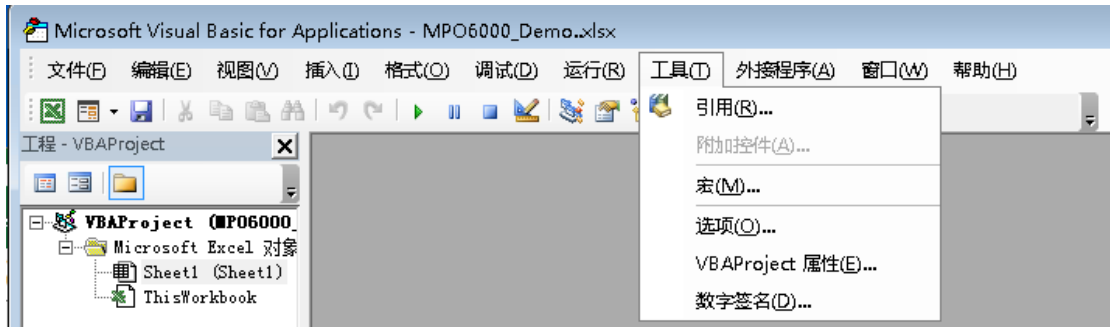 Microsoft Visual Basic for Applications - MPO6000_Demo..xlsx
文件(F) 编辑(E) 视图(V) 插入(I) 格式(O) 调试(D) 运行(R) 工具(T) 外接程序(A) 窗口(W) 帮助(H)
引用(R)...
工程 - VBAProject
附加控件(A)...
宏(M)...
VBAProject (MPO6000_
选项(O)...
Microsoft Excel 对象
VBAProject 属性(E)...
Sheet1 (Sheet1)
ThisWorkbook
数字签名(D)...